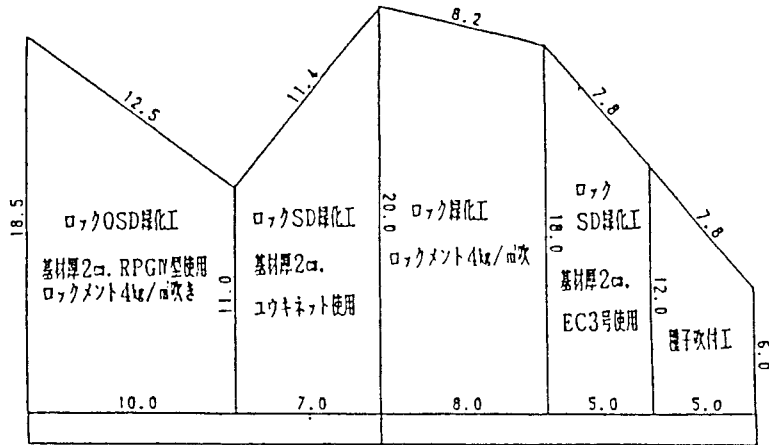 8.2
11.4
12.5
7.8
7.8
18.5
ロックOSD緑化工
基材厚2cm, RPGⅣ型使用
ロックメント4kg/㎡吹き
11.0
ロックSD緑化工
基材厚2cm,
ユウキネット使用
20.0
ロック緑化工
ロックメント4kg/㎡吹
18.0
ロック
SD緑化工
基材厚2cm,
EC3号使用
12.0
種子吹付工
6.0
10.0
7.0
8.0
5.0
5.0